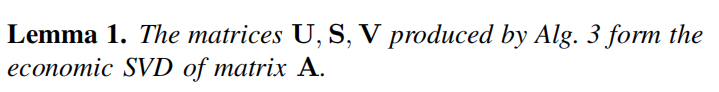 Lemma 1. The matrices U, S, V produced by Alg. 3 form the
economic SVD of matrix A.